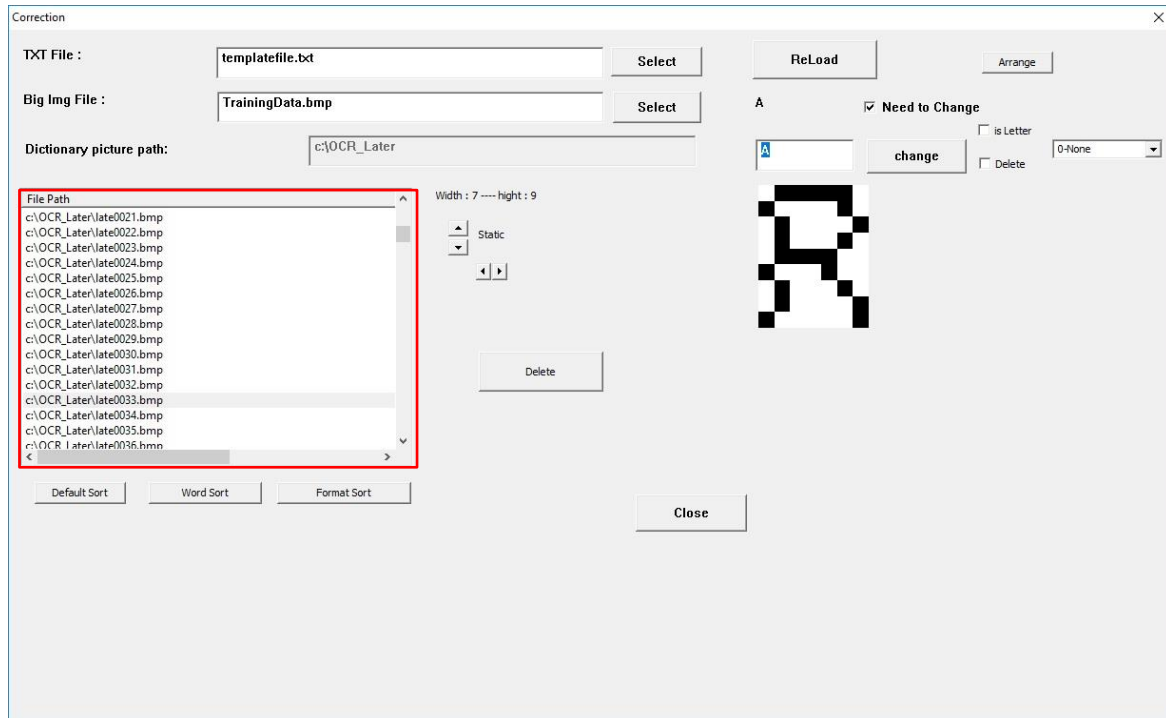 Correction
TXT File :
templatefile.txt
Select
ReLoad
Arrange
Big Img File :
TrainingData.bmp
Select
A
Need to Change
is Letter
Dictionary picture path:
c:\OCR_Later
A
change
Delete
0-None
File Path
c:\OCR_Later\late0021.bmp
c:\OCR_Later\late0022.bmp
c:\OCR_Later\late0023.bmp
c:\OCR_Later\late0024.bmp
c:\OCR_Later\late0025.bmp
c:\OCR_Later\late0026.bmp
c:\OCR_Later\late0027.bmp
c:\OCR_Later\late0028.bmp
c:\OCR_Later\late0029.bmp
c:\OCR_Later\late0030.bmp
c:\OCR_Later\late0031.bmp
c:\OCR_Later\late0032.bmp
c:\OCR_Later\late0033.bmp
c:\OCR_Later\late0034.bmp
c:\OCR_Later\late0035.bmp
c:\OCR_Later\late0036.bmp
Width : 7 ---- hight : 9
Static
R
Delete
Default Sort
Word Sort
Format Sort
Close